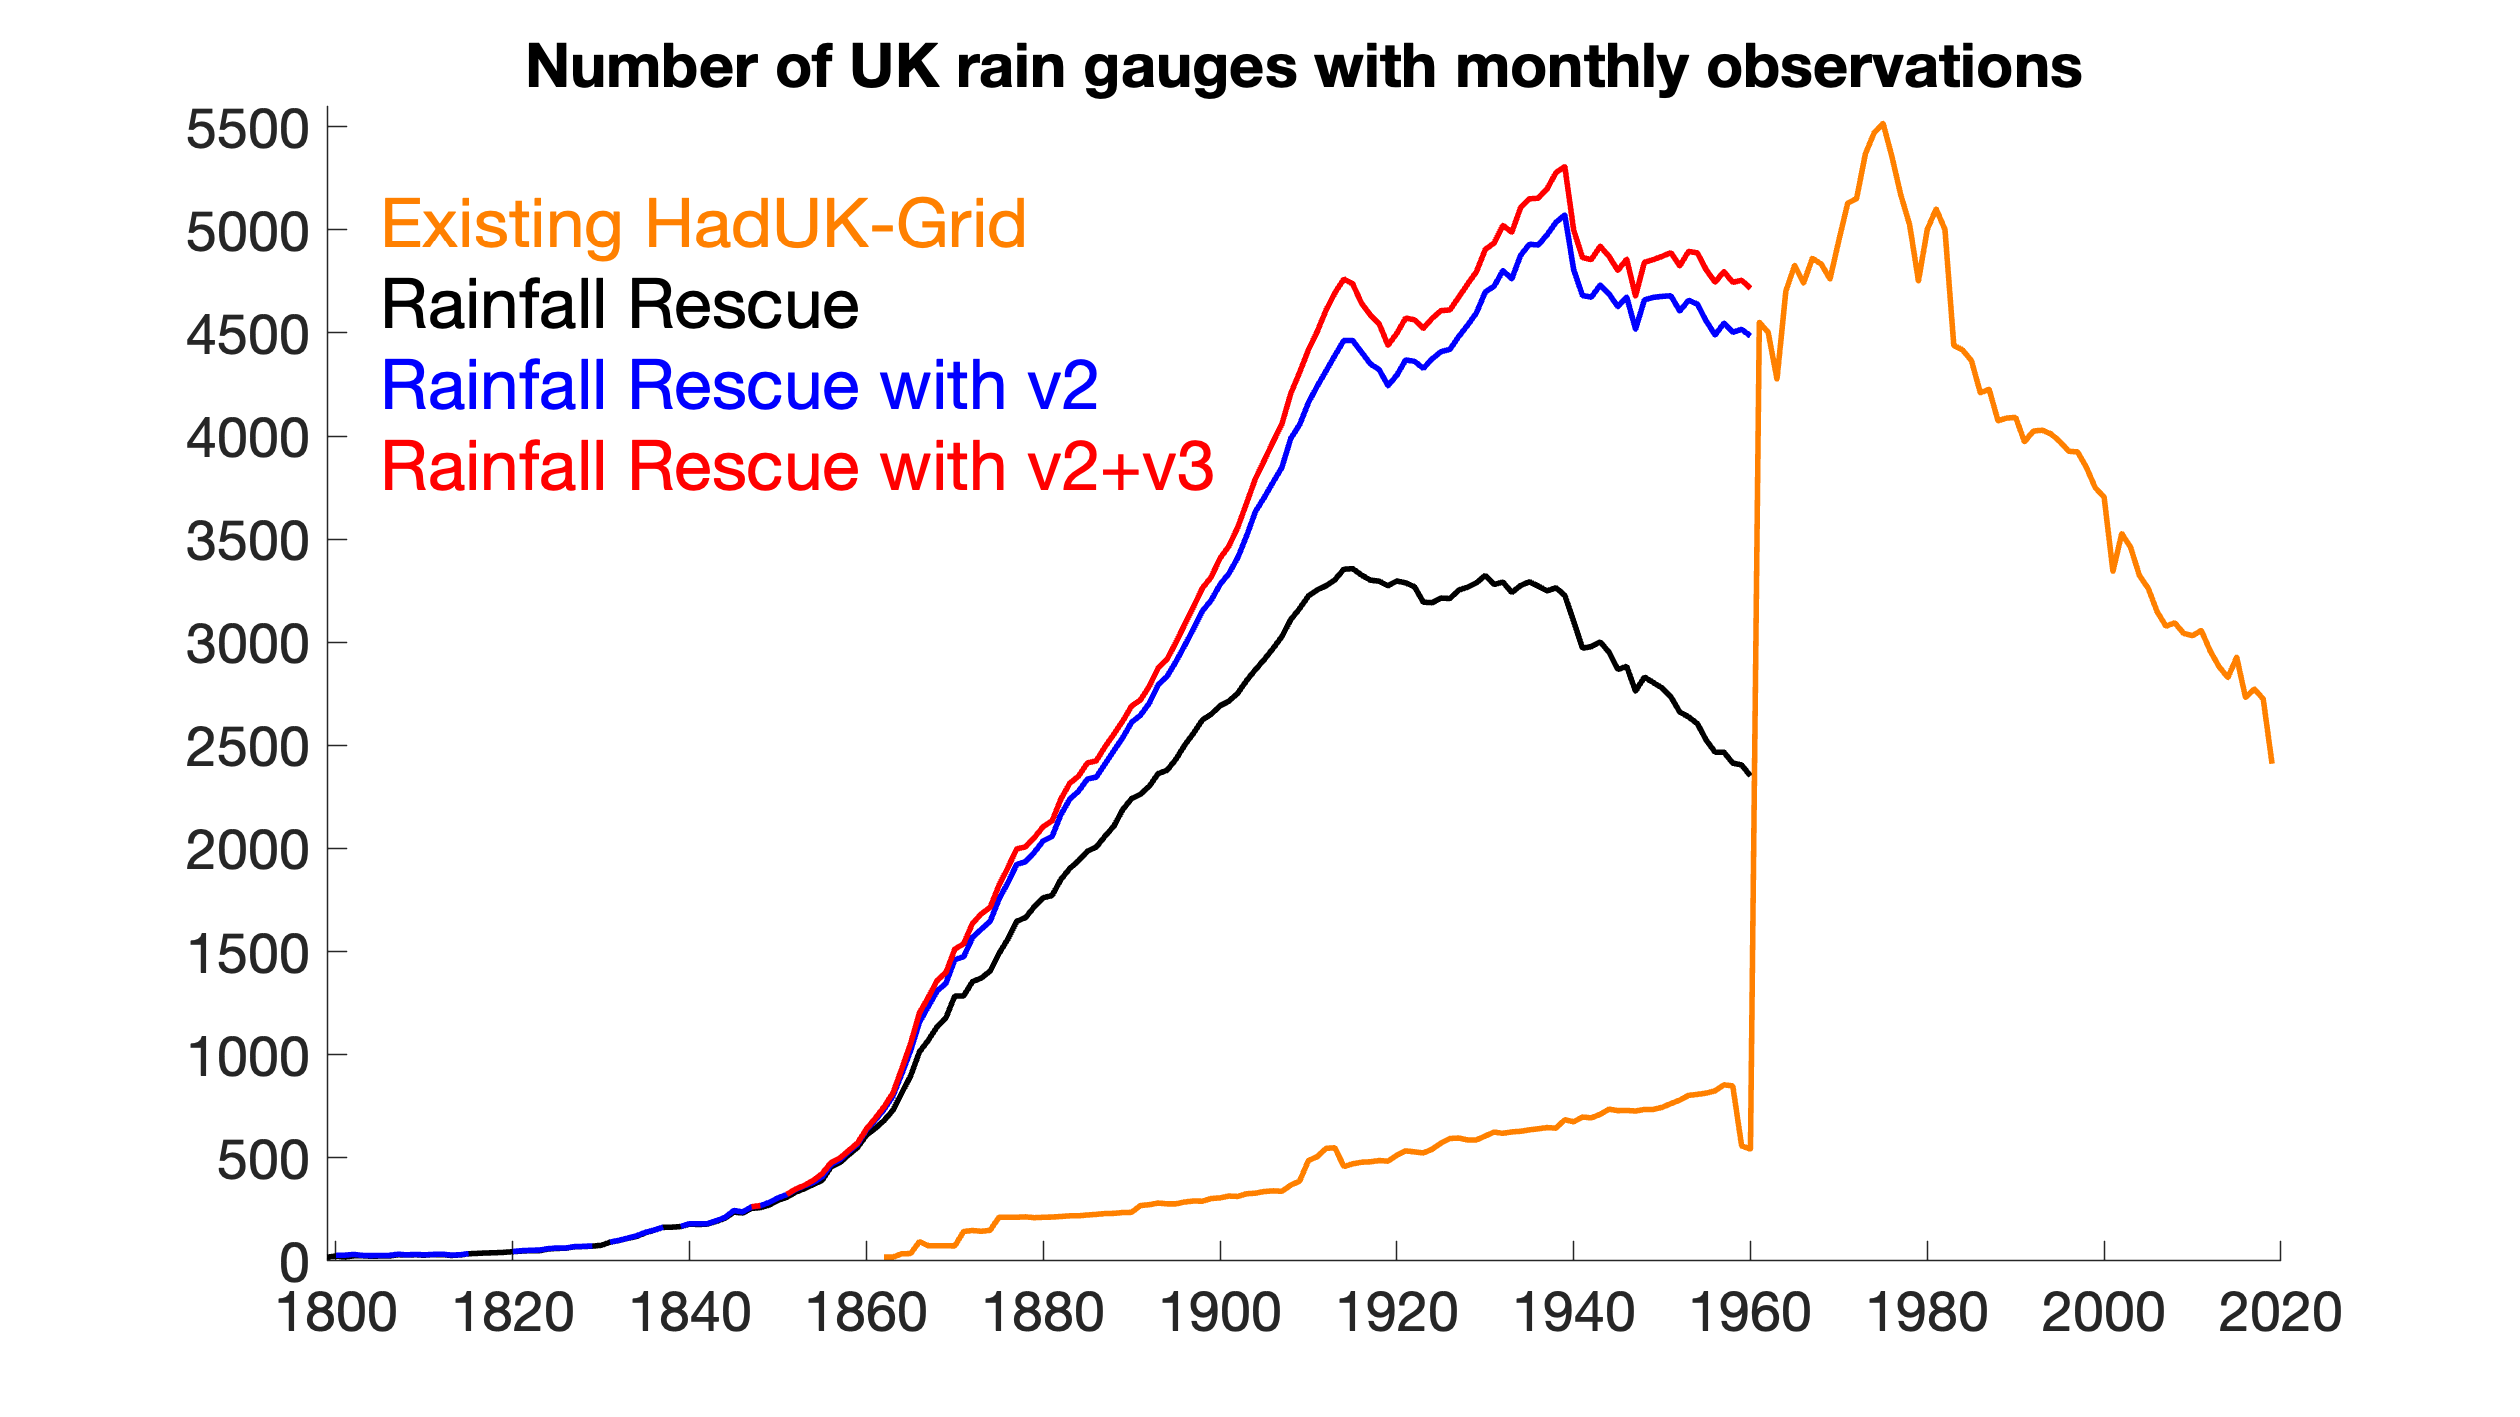 Number of UK rain gauges with monthly observations
5500
5000
4500
4000
3500
3000
2500
2000
1500
1000
500
0
Existing HadUK-Grid
Rainfall Rescue
Rainfall Rescue with v2
Rainfall Rescue with v2+v3
1800 1820 1840 1860 1880 1900 1920 1940 1960 1980 2000 2020